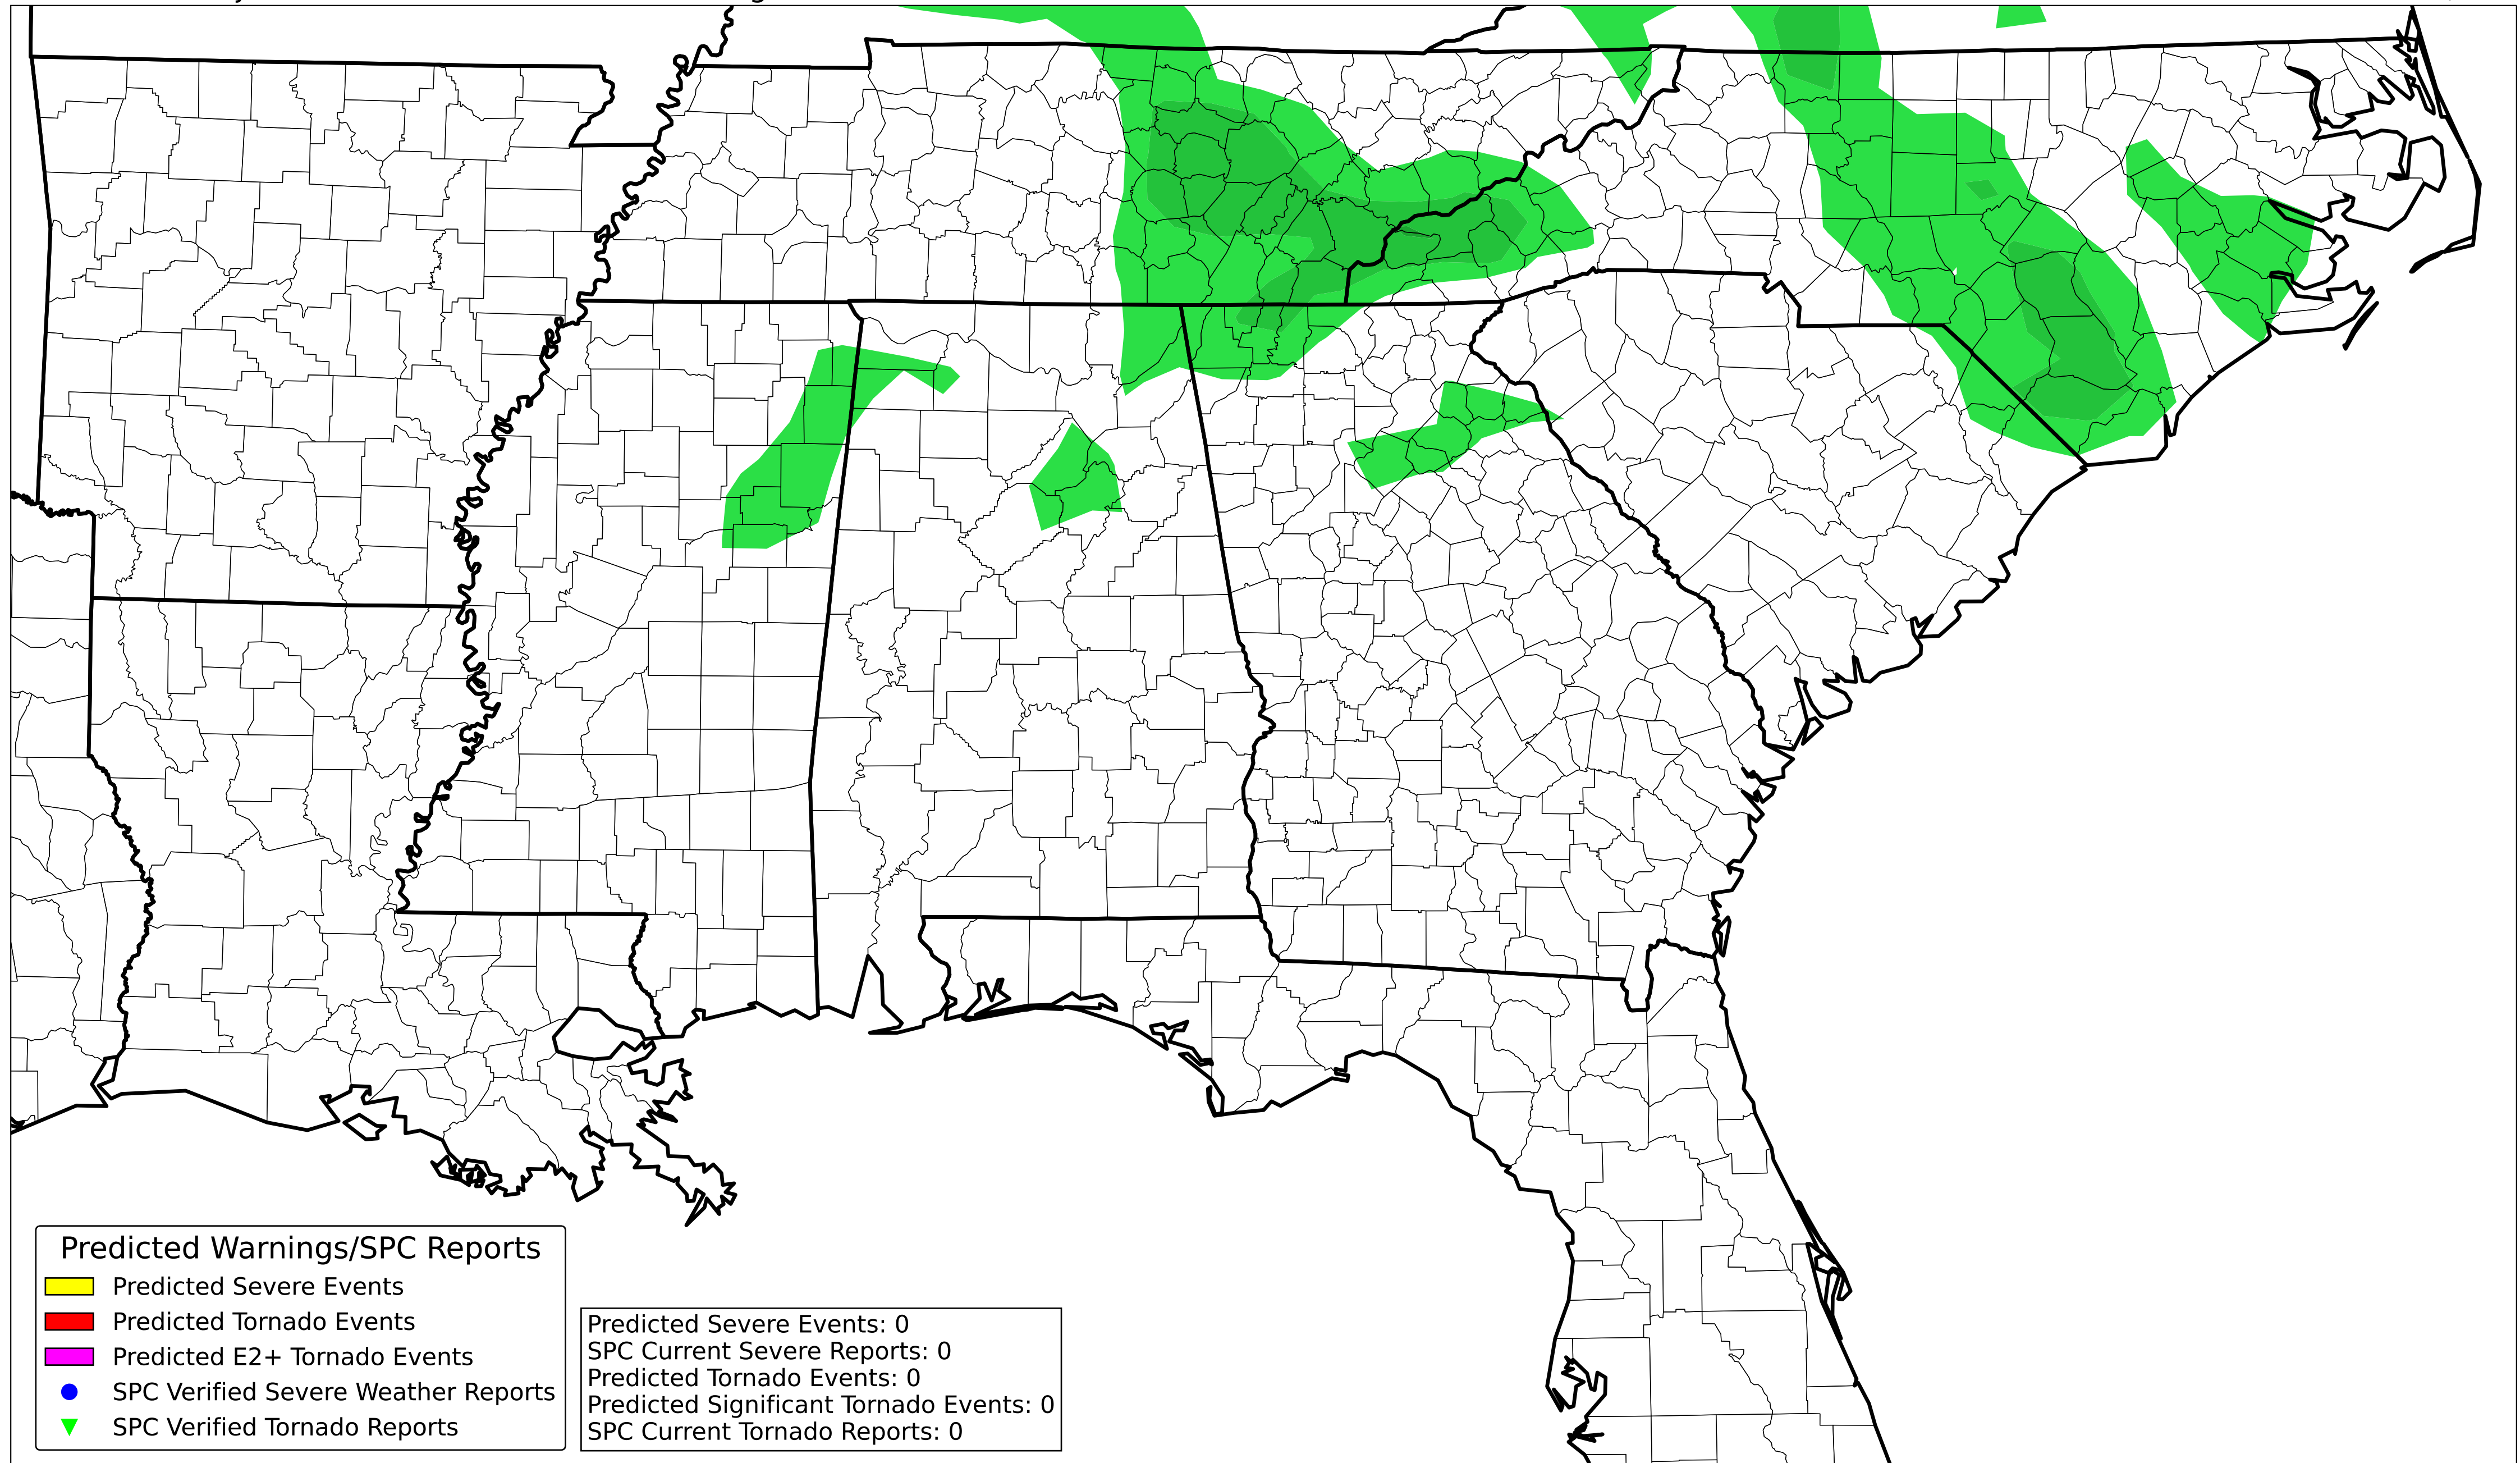 Predicted Warnings/SPC Reports
Predicted Severe Events
Predicted Tornado Events
Predicted E2+ Tornado Events
SPC Verified Severe Weather Reports
SPC Verified Tornado Reports
Predicted Severe Events: 0
SPC Current Severe Reports: 0
Predicted Tornado Events: 0
Predicted Significant Tornado Events: 0
SPC Current Tornado Reports: 0